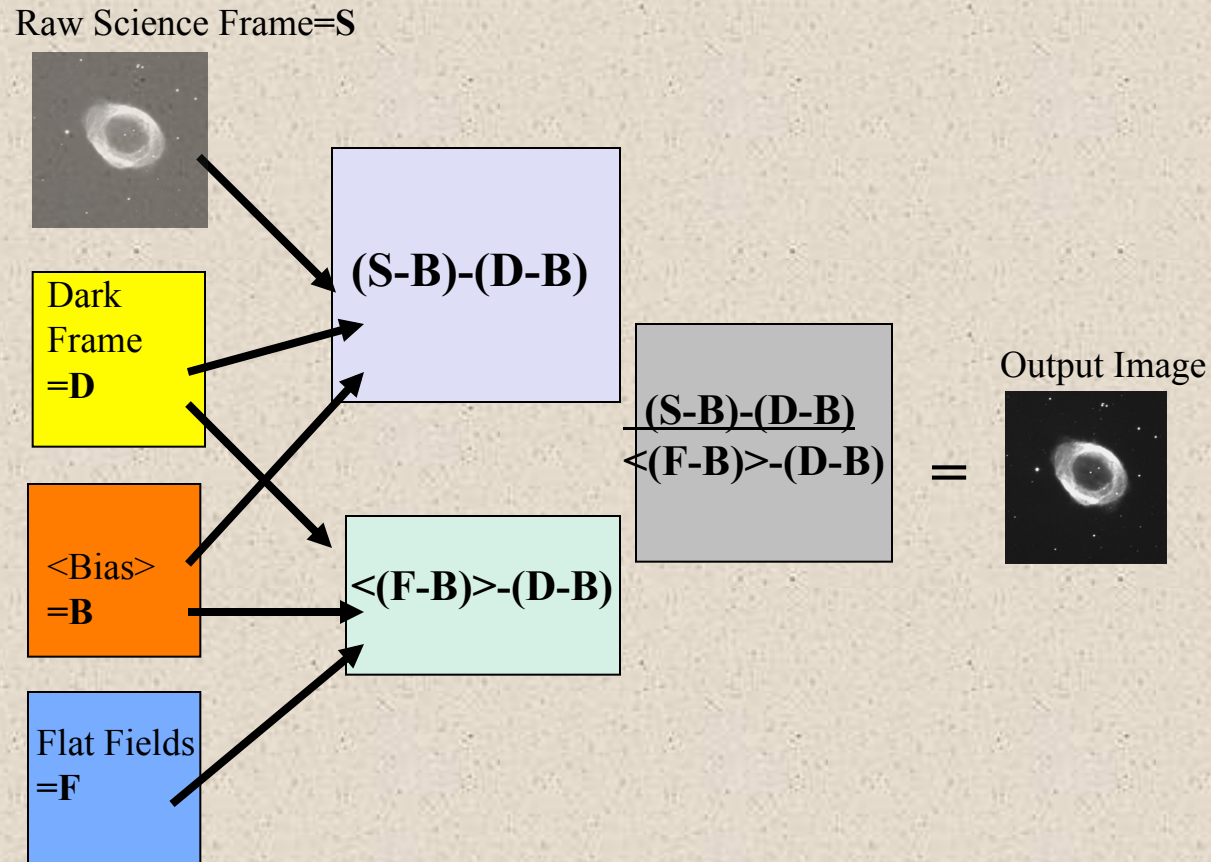 Raw Science Frame=S
(S-B)-(D-B)
Dark
Frame
=D
<Bias>
=B
<(F-B)>-(D-B)
Flat Fields
=F
(S-B)-(D-B)
<(F-B)>-(D-B)
=
Output Image